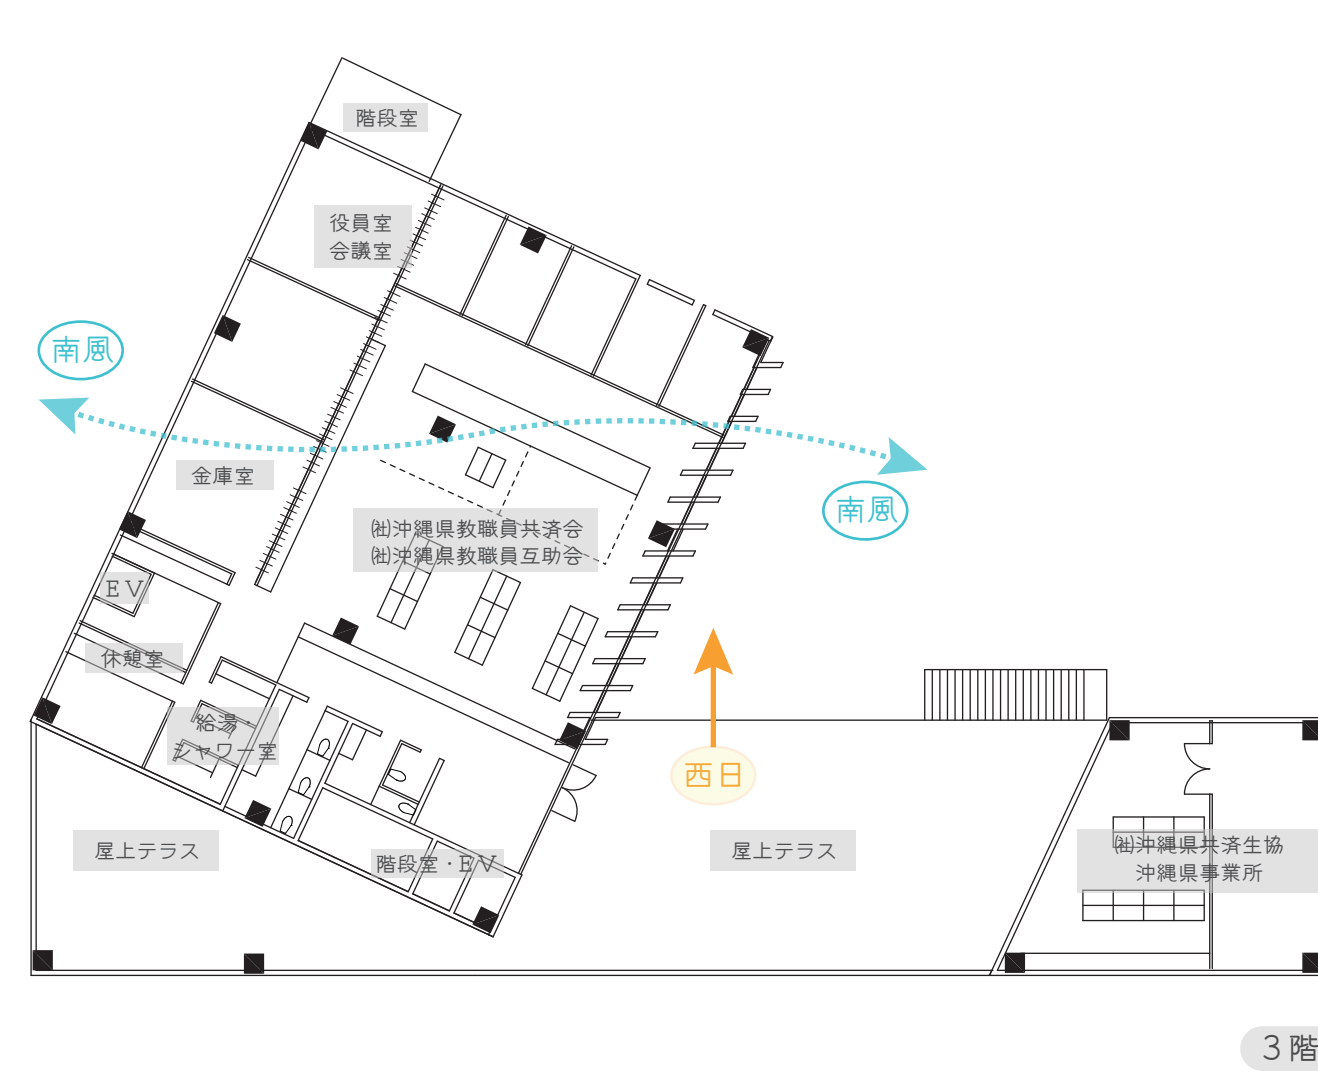 階段室
役員室
会議室
南風
金庫室
南風
㈳沖縄県教職員共済会
㈳沖縄県教職員互助会
EV
休憩室
給湯・
シャワー室
西日
屋上テラス
階段室・EV
屋上テラス
㈳沖縄県共済生協
沖縄県事業所
3階